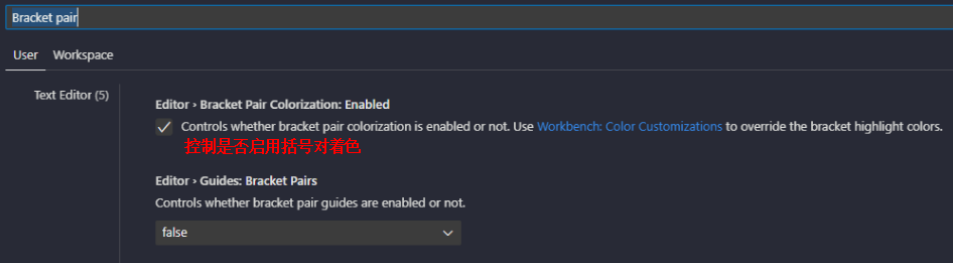 Bracket pair
User Workspace
Text Editor (5)
Editor › Bracket Pair Colorization: Enabled
Controls whether bracket pair colorization is enabled or not. Use Workbench: Color Customizations to override the bracket highlight colors.
控制是否启用括号对着色
Editor › Guides: Bracket Pairs
Controls whether bracket pair guides are enabled or not.
false